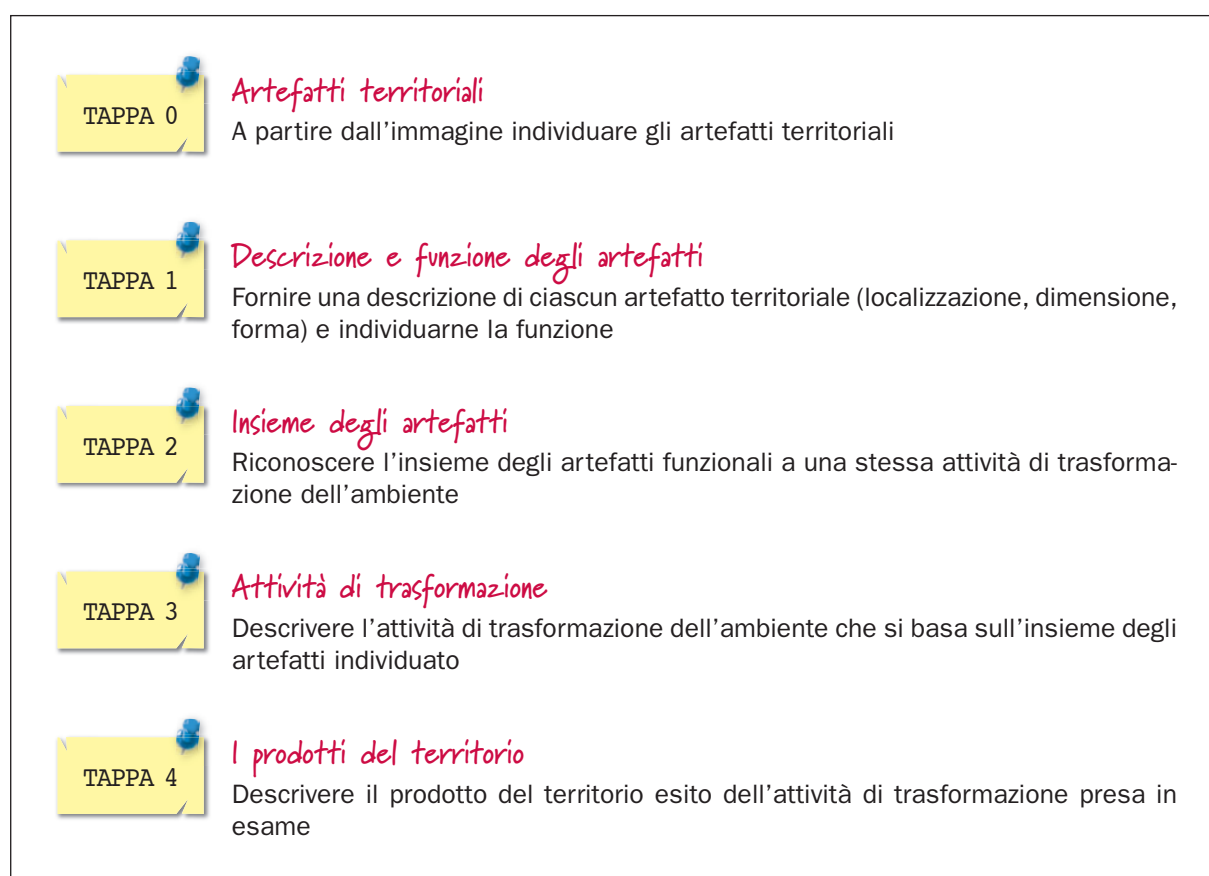 TAPPA 0
Artefatti territoriali
A partire dall’immagine individuare gli artefatti territoriali
TAPPA 1
Descrizione e funzione degli artefatti
Fornire una descrizione di ciascun artefatto territoriale (localizzazione, dimensione,
forma) e individuarne la funzione
TAPPA 2
Insieme degli artefatti
Riconoscere l’insieme degli artefatti funzionali a una stessa attività di trasforma-
zione dell’ambiente
TAPPA 3
Attività di trasformazione
Descrivere l’attività di trasformazione dell’ambiente che si basa sull’insieme degli
artefatti individuato
TAPPA 4
I prodotti del territorio
Descrivere il prodotto del territorio esito dell’attività di trasformazione presa in
esame